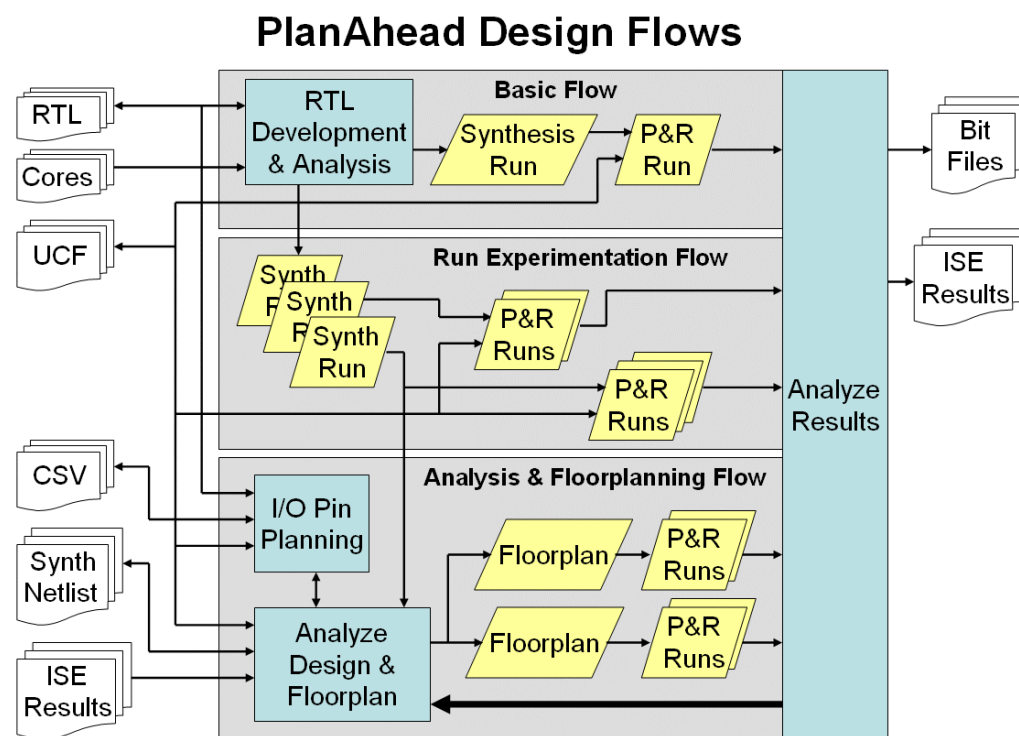 PlanAhead Design Flows
Basic Flow
RTL
Cores
UCF
RTL
Development
& Analysis
Synthesis
Run
P&R
Run
Bit
Files
ISE
Results
Run Experimentation Flow
Synth
R
Synth
R
Synth
Run
P&R
Runs
P&R
Runs
Analyze
Results
Analysis & Floorplanning Flow
CSV
Synth
Netlist
ISE
Results
I/O Pin
Planning
Analyze
Design &
Floorplan
Floorplan
P&R
Runs
Floorplan
P&R
Runs